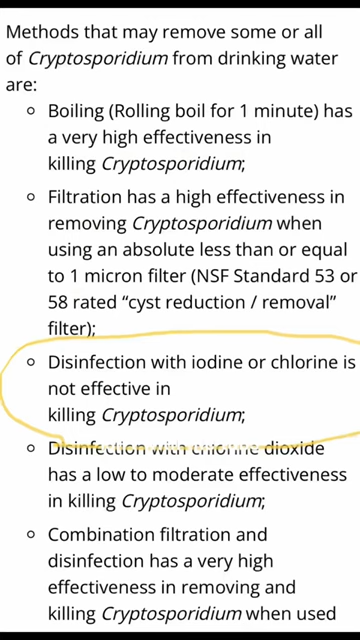 Methods that may remove some or all
of Cryptosporidium from drinking water
are:
Boiling (Rolling boil for 1 minute) has
a very high effectiveness in
killing Cryptosporidium;
Filtration has a high effectiveness in
removing Cryptosporidium when
using an absolute less than or equal
to 1 micron filter (NSF Standard 53 or
58 rated “cyst reduction / removal”
filter);
Disinfection with iodine or chlorine is
not effective in
killing Cryptosporidium;
Disinfection with chlorine dioxide
has a low to moderate effectiveness
in killing Cryptosporidium;
Combination filtration and
disinfection has a very high
effectiveness in removing and
killing Cryptosporidium when used